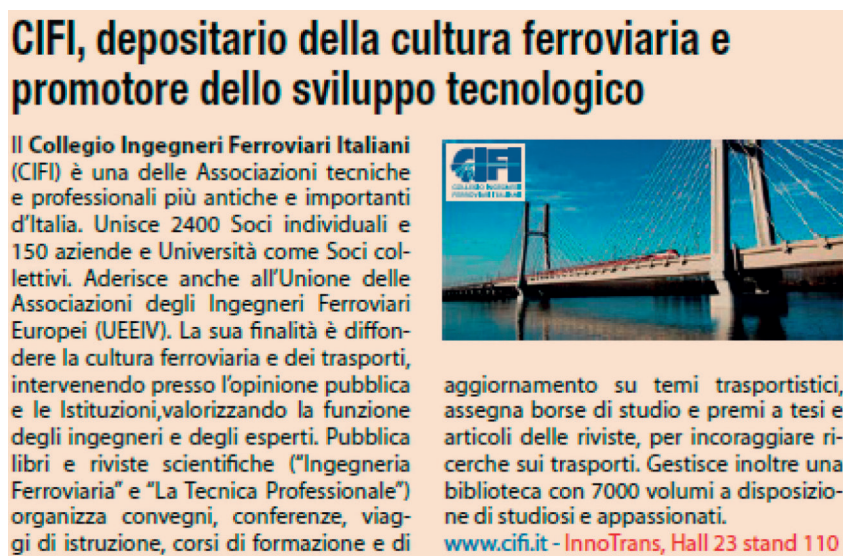 CIFI, depositario della cultura ferroviaria e
promotore dello sviluppo tecnologico
Il Collegio Ingegneri Ferroviari Italiani
(CIFI) è una delle Associazioni tecniche
e professionali più antiche e importanti
d'Italia. Unisce 2400 Soci individuali e
150 aziende e Università come Soci col-
lettivi. Aderisce anche all'Unione delle
Associazioni degli Ingegneri Ferroviari
Europei (UEEIV). La sua finalità è diffon-
dere la cultura ferroviaria e dei trasporti,
intervenendo presso l'opinione pubblica
e le Istituzioni,valorizzando la funzione
degli ingegneri e degli esperti. Pubblica
libri e riviste scientifiche ("Ingegneria
Ferroviaria" e "La Tecnica Professionale")
organizza convegni, conferenze, viag-
gi di istruzione, corsi di formazione e di
CIFI
COLLEGIO INGEGNERI
FERROVIARI ITALIANI
aggiornamento su temi trasportistici,
assegna borse di studio e premi a tesi e
articoli delle riviste, per incoraggiare ri-
cerche sui trasporti. Gestisce inoltre una
biblioteca con 7000 volumi a disposizio-
ne di studiosi e appassionati.
www.cifi.it - InnoTrans, Hall 23 stand 110